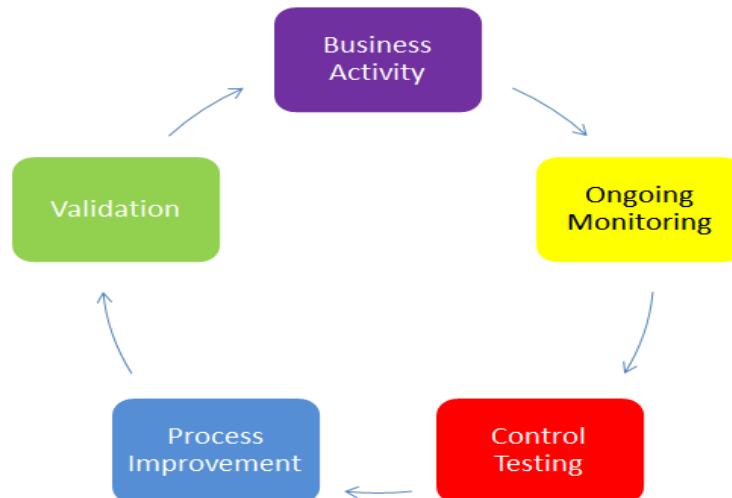 Business
Activity
Ongoing
Monitoring
Control
Testing
Process
Improvement
Validation